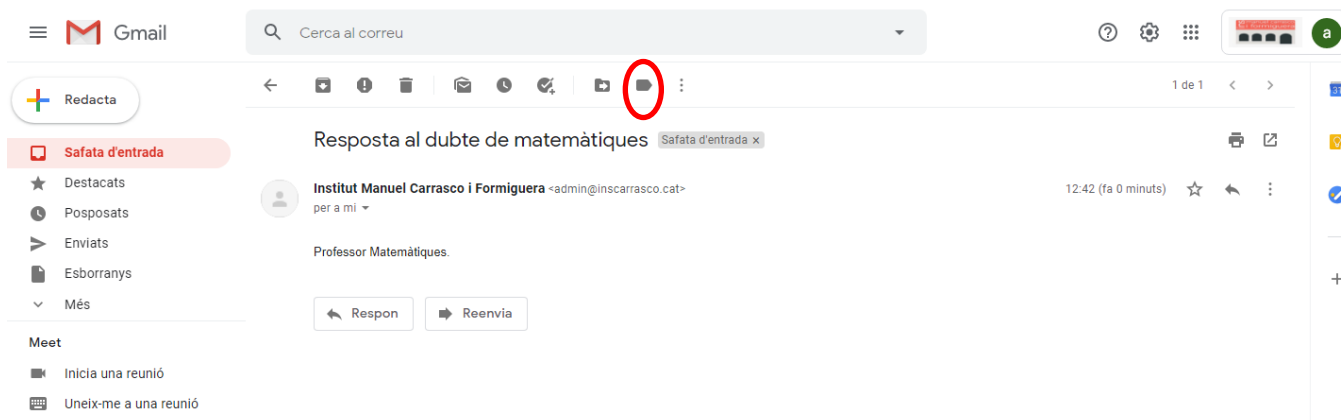 Gmail
Cerca al correu
a
Redacta
1 de 1
Safata d'entrada
Destacats
Posposats
Enviats
Esborranys
Més
Meet
Inicia una reunió
Uneix-me a una reunió
Resposta al dubte de matemàtiques Safata d'entrada x
Institut Manuel Carrasco i Formiguera <admin@inscarrasco.cat> 12:42 (fa 0 minuts)
per a mi
Professor Matemàtiques.
Respon Reenvia